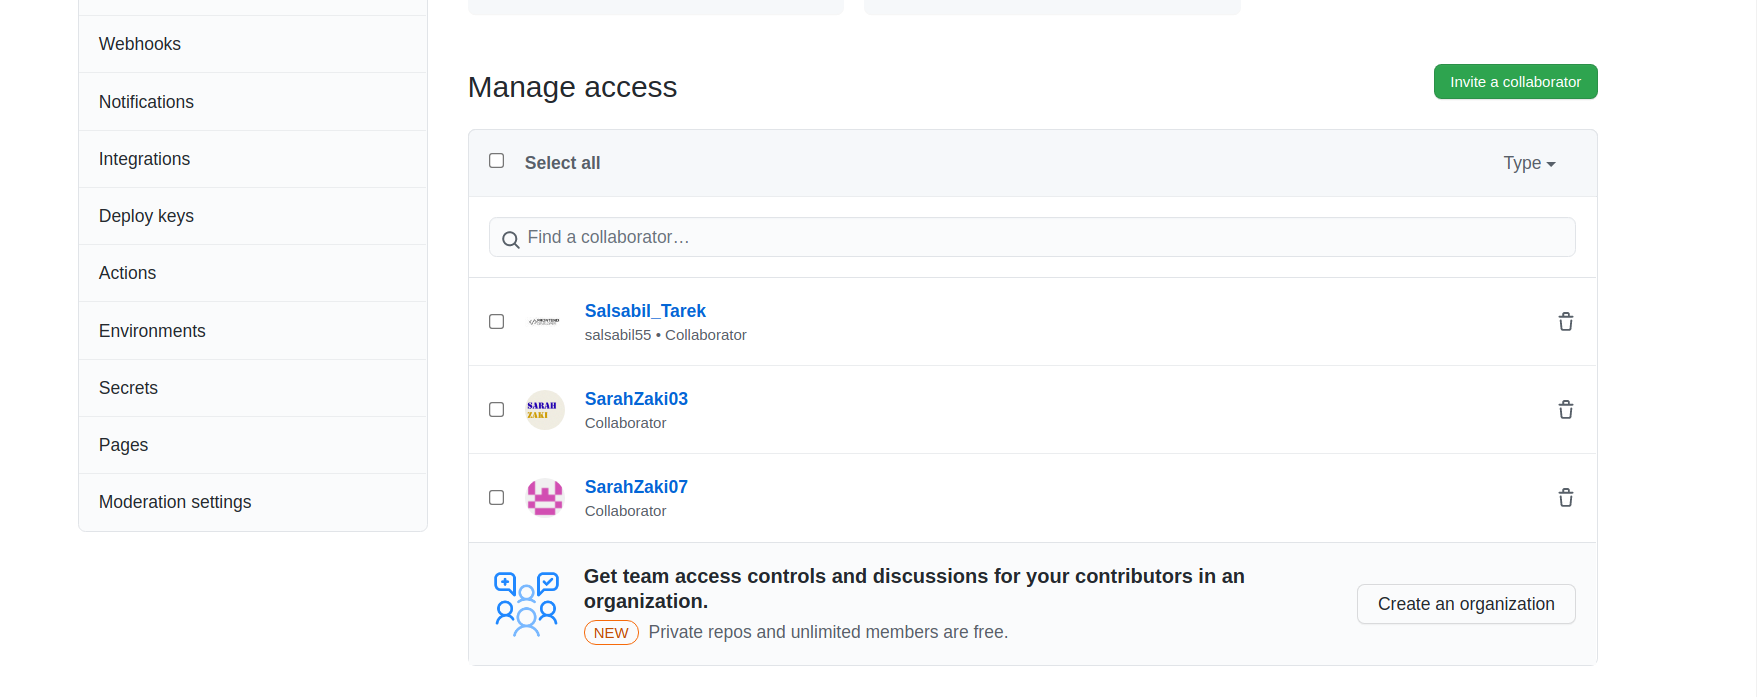 Webhooks
Notifications
Integrations
Deploy keys
Actions
Environments
Secrets
Pages
Moderation settings
Manage access
Invite a collaborator
Select all
Type
Find a collaborator…
Salsabil_Tarek
salsabil55 • Collaborator
SARAH
ZAKI
SarahZaki03
Collaborator
SarahZaki07
Collaborator
Get team access controls and discussions for your contributors in an
organization.
NEW Private repos and unlimited members are free.
Create an organization